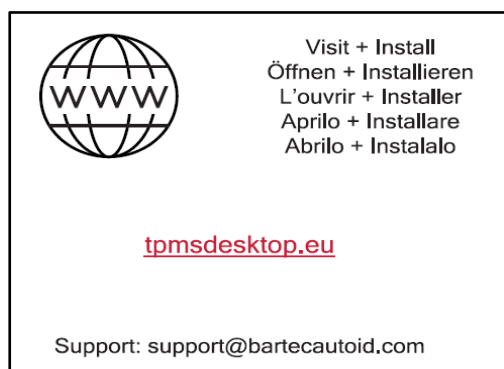 WWW
Visit + Install
Öffnen + Installieren
L'ouvrir + Installer
Aprilo + Installare
Abrilo + Instalalo
tpmsdesktop.eu
Support: support@bartecautoid.com